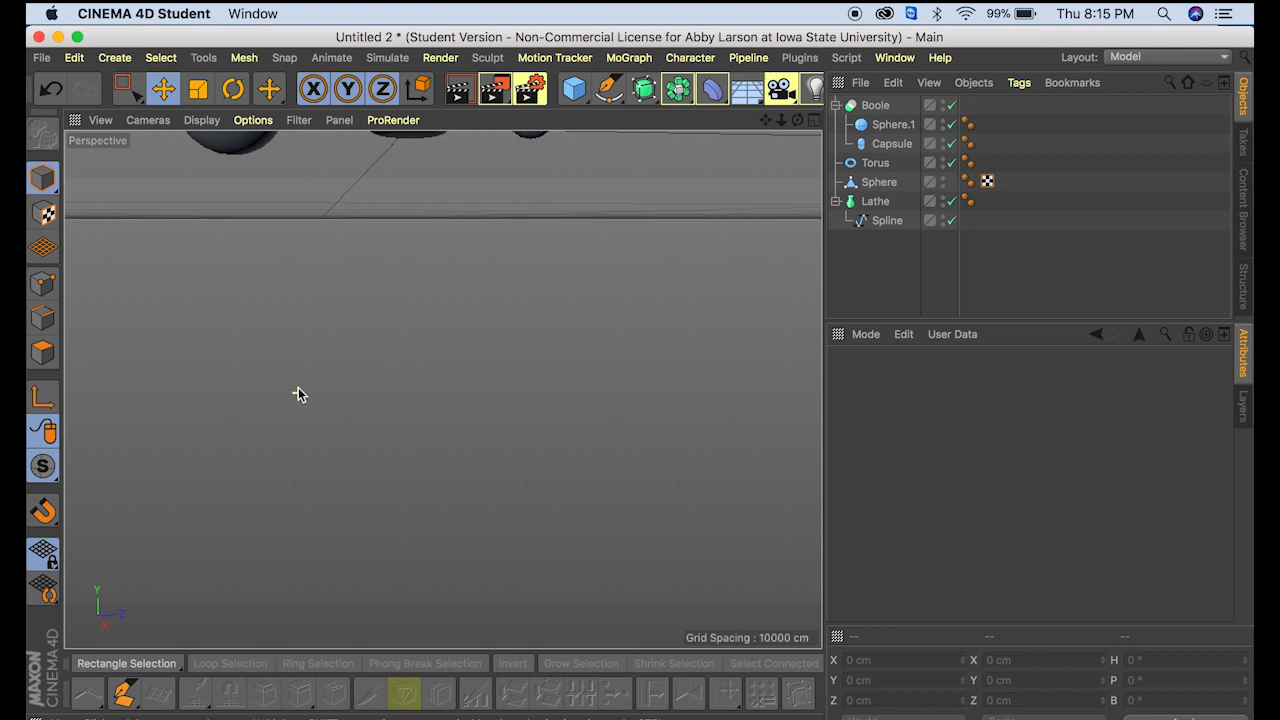 CINEMA 4D Student Window 99% Thu 8:15 PM
Untitled 2 * (Student Version - Non-Commercial License for Abby Larson at Iowa State University) - Main
File Edit Create Select Tools Mesh Snap Animate Simulate Render Sculpt Motion Tracker MoGraph Character Pipeline Plugins Script Window Help Layout: Model
X Y Z
File Edit View Objects Tags Bookmarks
View Cameras Display Options Filter Panel ProRender
Perspective
Boole
Sphere.1
Capsule
Torus
Sphere
Lathe
Spline
Objects
Takes
Content Browser
Structure
Mode Edit User Data
Attributes
Layers
S
Y
Z
X
Grid Spacing : 10000 cm
MAXON
CINEMA 4D
Rectangle Selection Loop Selection Ring Selection Phong Break Selection Invert Grow Selection Shrink Selection Select Connected
-- -- --
X 0 cm X 0 cm H 0 °
Y 0 cm Y 0 cm P 0 °
Z 0 cm Z 0 cm B 0 °